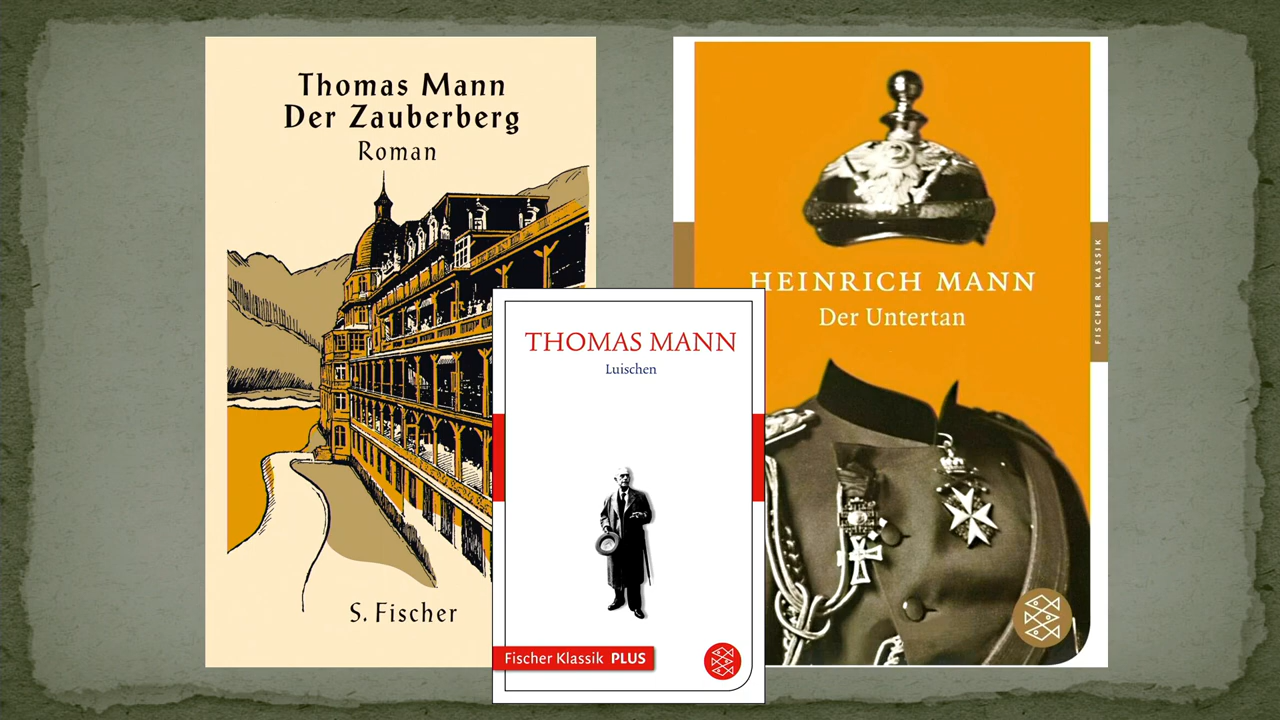 Thomas Mann
Der Zauberberg
Roman
S. Fischer
THOMAS MANN
Luischen
Fischer Klassik PLUS
HEINRICH MANN
Der Untertan
FISCHER KLASSIK